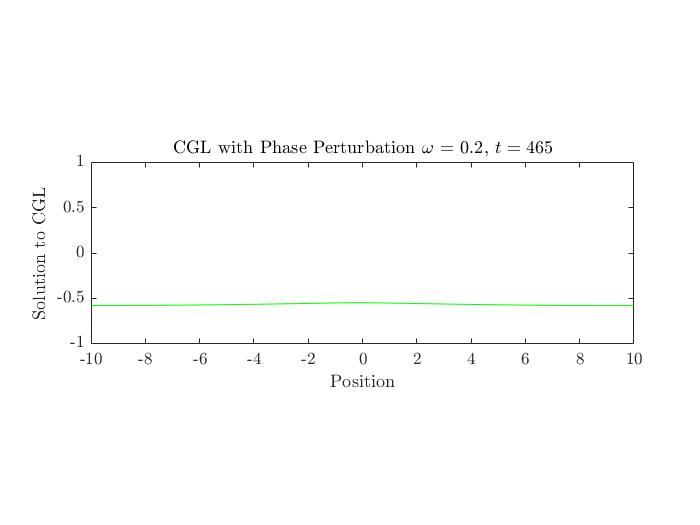 CGL with Phase Perturbation ω = 0.2, t = 465
1
0.5
0
-0.5
-1
Solution to CGL
-10 -8 -6 -4 -2 0 2 4 6 8 10
Position